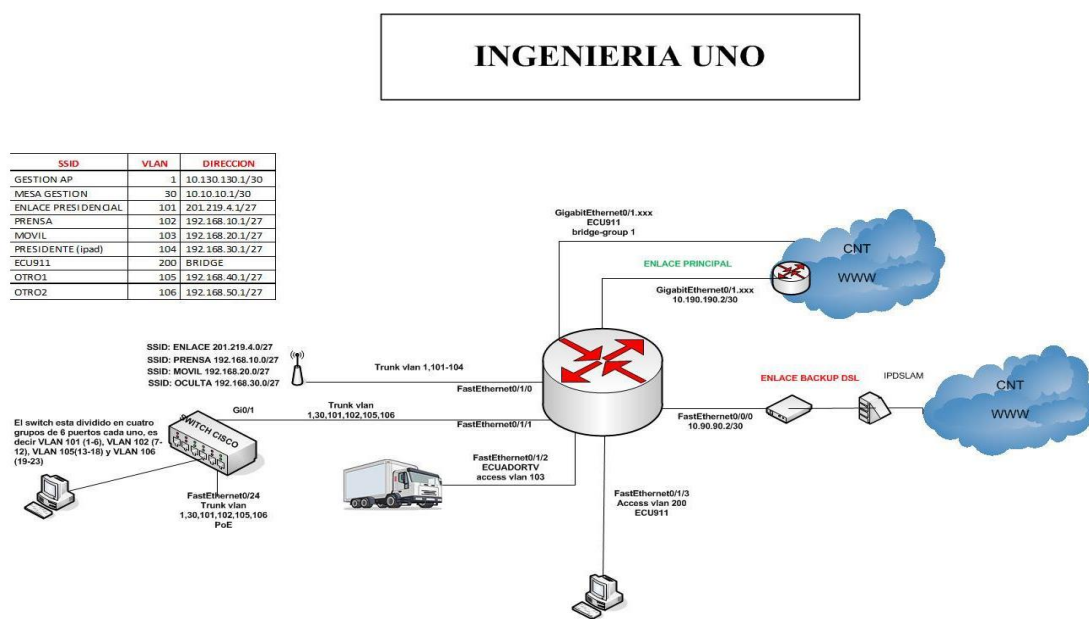 INGENIERIA UNO
SSID VLAN DIRECCION
GESTION AP 1 10.130.130.1/30
MESA GESTION 30 10.10.10.1/30
ENLACE PRESIDENCIAL 101 201.219.4.1/27
PRENSA 102 192.168.10.1/27
MOVIL 103 192.168.20.1/27
PRESIDENTE (ipad) 104 192.168.30.1/27
ECU911 200 BRIDGE
OTRO1 105 192.168.40.1/27
OTRO2 106 192.168.50.1/27
GigabitEthernet0/1.xxx
ECU911
bridge-group 1
CNT
WWW
ENLACE PRINCIPAL
GigabitEthernet0/1.xxx
10.190.190.2/30
SSID: ENLACE 201.219.4.0/27
SSID: PRENSA 192.168.10.0/27
SSID: MOVIL 192.168.20.0/27
SSID: OCULTA 192.168.30.0/27
Trunk vlan 1,101-104
FastEthernet0/1/0
ENLACE BACKUP DSL
IPDSLAM
CNT
WWW
FastEthernet0/0/0
10.90.90.2/30
Gi0/1
Trunk vlan
1,30,101,102,105,106
FastEthernet0/1/1
SWITCH CISCO
El switch esta dividido en cuatro
grupos de 6 puertos cada uno, es
decir VLAN 101 (1-6), VLAN 102 (7-
12), VLAN 105(13-18) y VLAN 106
(19-23)
FastEthernet0/24
Trunk vlan
1,30,101,102,105,106
PoE
FastEthernet0/1/2
ECUADORTV
access vlan 103
FastEthernet0/1/3
Access vlan 200
ECU911